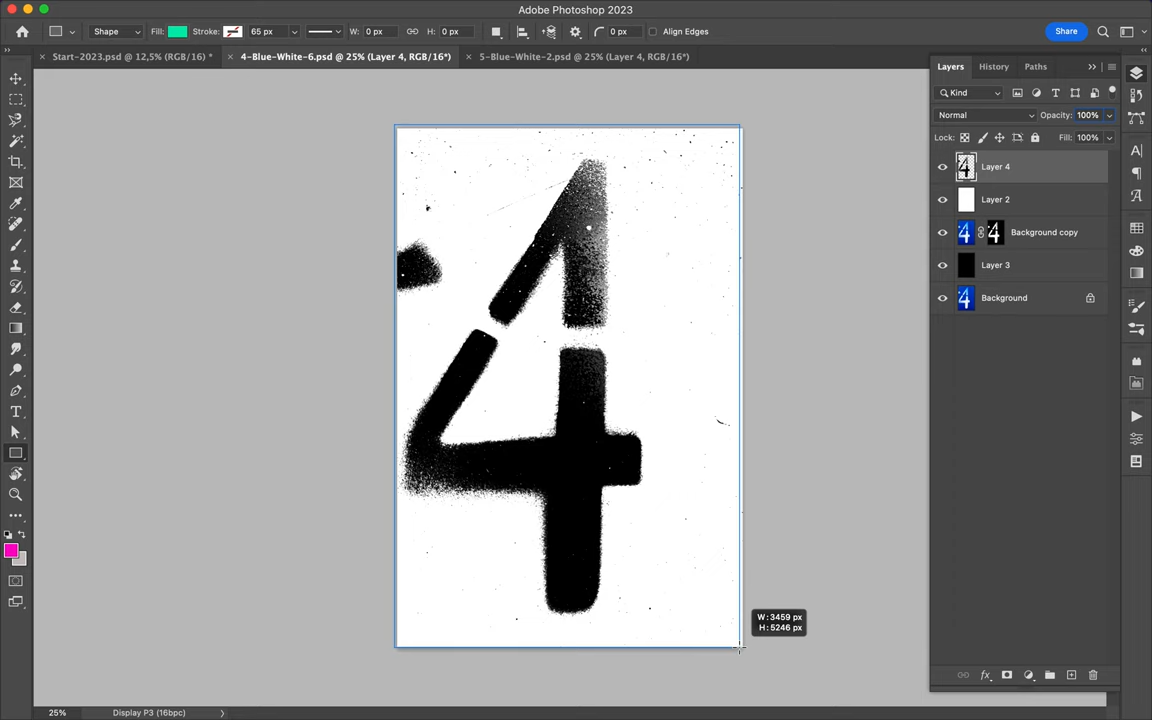 Adobe Photoshop 2023
Shape Fill: Stroke: 65 px W: 0 px H: 0 px 0 px Align Edges Share
Start-2023.psd @ 12,5% (RGB/16) * 4-Blue-White-6.psd @ 25% (Layer 4, RGB/16*) 5-Blue-White-2.psd @ 25% (Layer 4, RGB/16*)
Layers History Paths
Kind
Normal Opacity: 100%
Lock: Fill: 100%
Layer 4
Layer 2
Background copy
Layer 3
Background
4
W: 3459 px
H: 5246 px
25% Display P3 (16bpc)